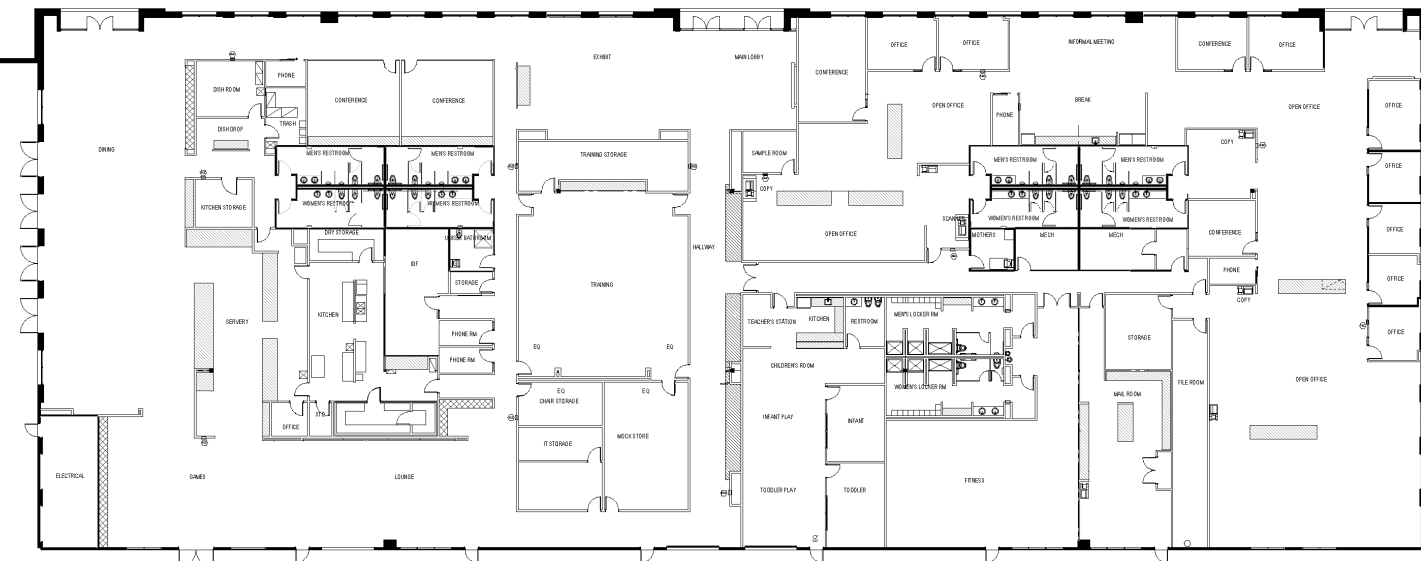 OFFICE
OFFICE
INFORMAL MEETING
CONFERENCE
OFFICE
EXHIBIT
MAIN LOBBY
PHONE
CONFERENCE
DISH ROOM
CONFERENCE
CONFERENCE
OPEN OFFICE
BREAK
OPEN OFFICE
OFFICE
PHONE
TRASH
DISH DROP
COPY
DINING
MEN'S RESTROOM
MEN'S RESTROOM
TRAINING STORAGE
SAMPLE ROOM
MEN'S RESTROOM
MEN'S RESTROOM
OFFICE
COPY
KITCHEN STORAGE
WOMEN'S RESTROOM
WOMEN'S RESTROOM
SCANNER
WOMEN'S RESTROOM
WOMEN'S RESTROOM
DRY STORAGE
OPEN OFFICE
MOTHERS
MECH
MECH
CONFERENCE
OFFICE
HALLWAY
IDF
PHONE
STORAGE
TRAINING
OFFICE
COPY
SERVERY
KITCHEN
TEACHER'S STATION
KITCHEN
RESTROOM
MEN'S LOCKER RM
PHONE RM
STORAGE
OFFICE
EQ
EQ
PHONE RM
CHILDREN'S ROOM
WOMEN'S LOCKER RM
FILE ROOM
OPEN OFFICE
EQ
EQ
CHAIR STORAGE
MAIL ROOM
STO
OFFICE
INFANT PLAY
INFANT
IT STORAGE
MOCK STORE
ELECTRICAL
GAMES
LOUNGE
TODDLER PLAY
TODDLER
FITNESS
EQ